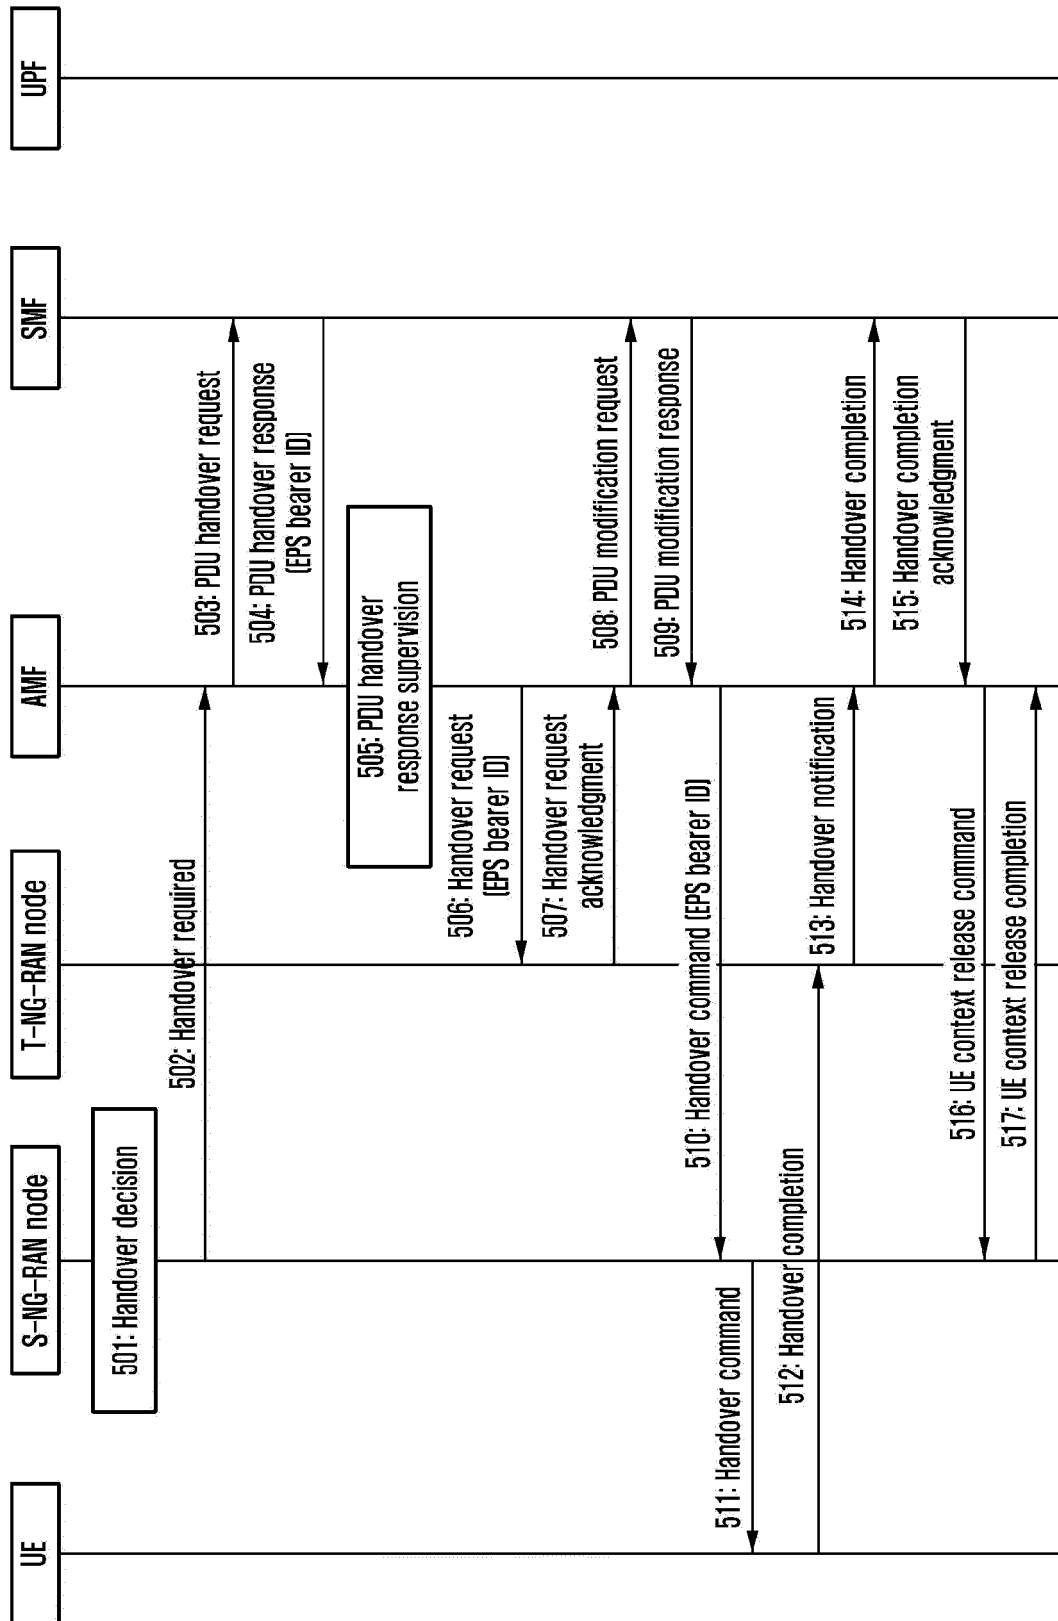 UE
S-NG-RAN node
T-NG-RAN node
AMF
SMF
UPF
501: Handover decision
502: Handover required
503: PDU handover request
504: PDU handover response
(EPS bearer ID)
505: PDU handover
response supervision
506: Handover request
(EPS bearer ID)
507: Handover request
acknowledgment
508: PDU modification request
509: PDU modification response
510: Handover command (EPS bearer ID)
511: Handover command
512: Handover completion
513: Handover notification
514: Handover completion
515: Handover completion
acknowledgment
516: UE context release command
517: UE context release completion